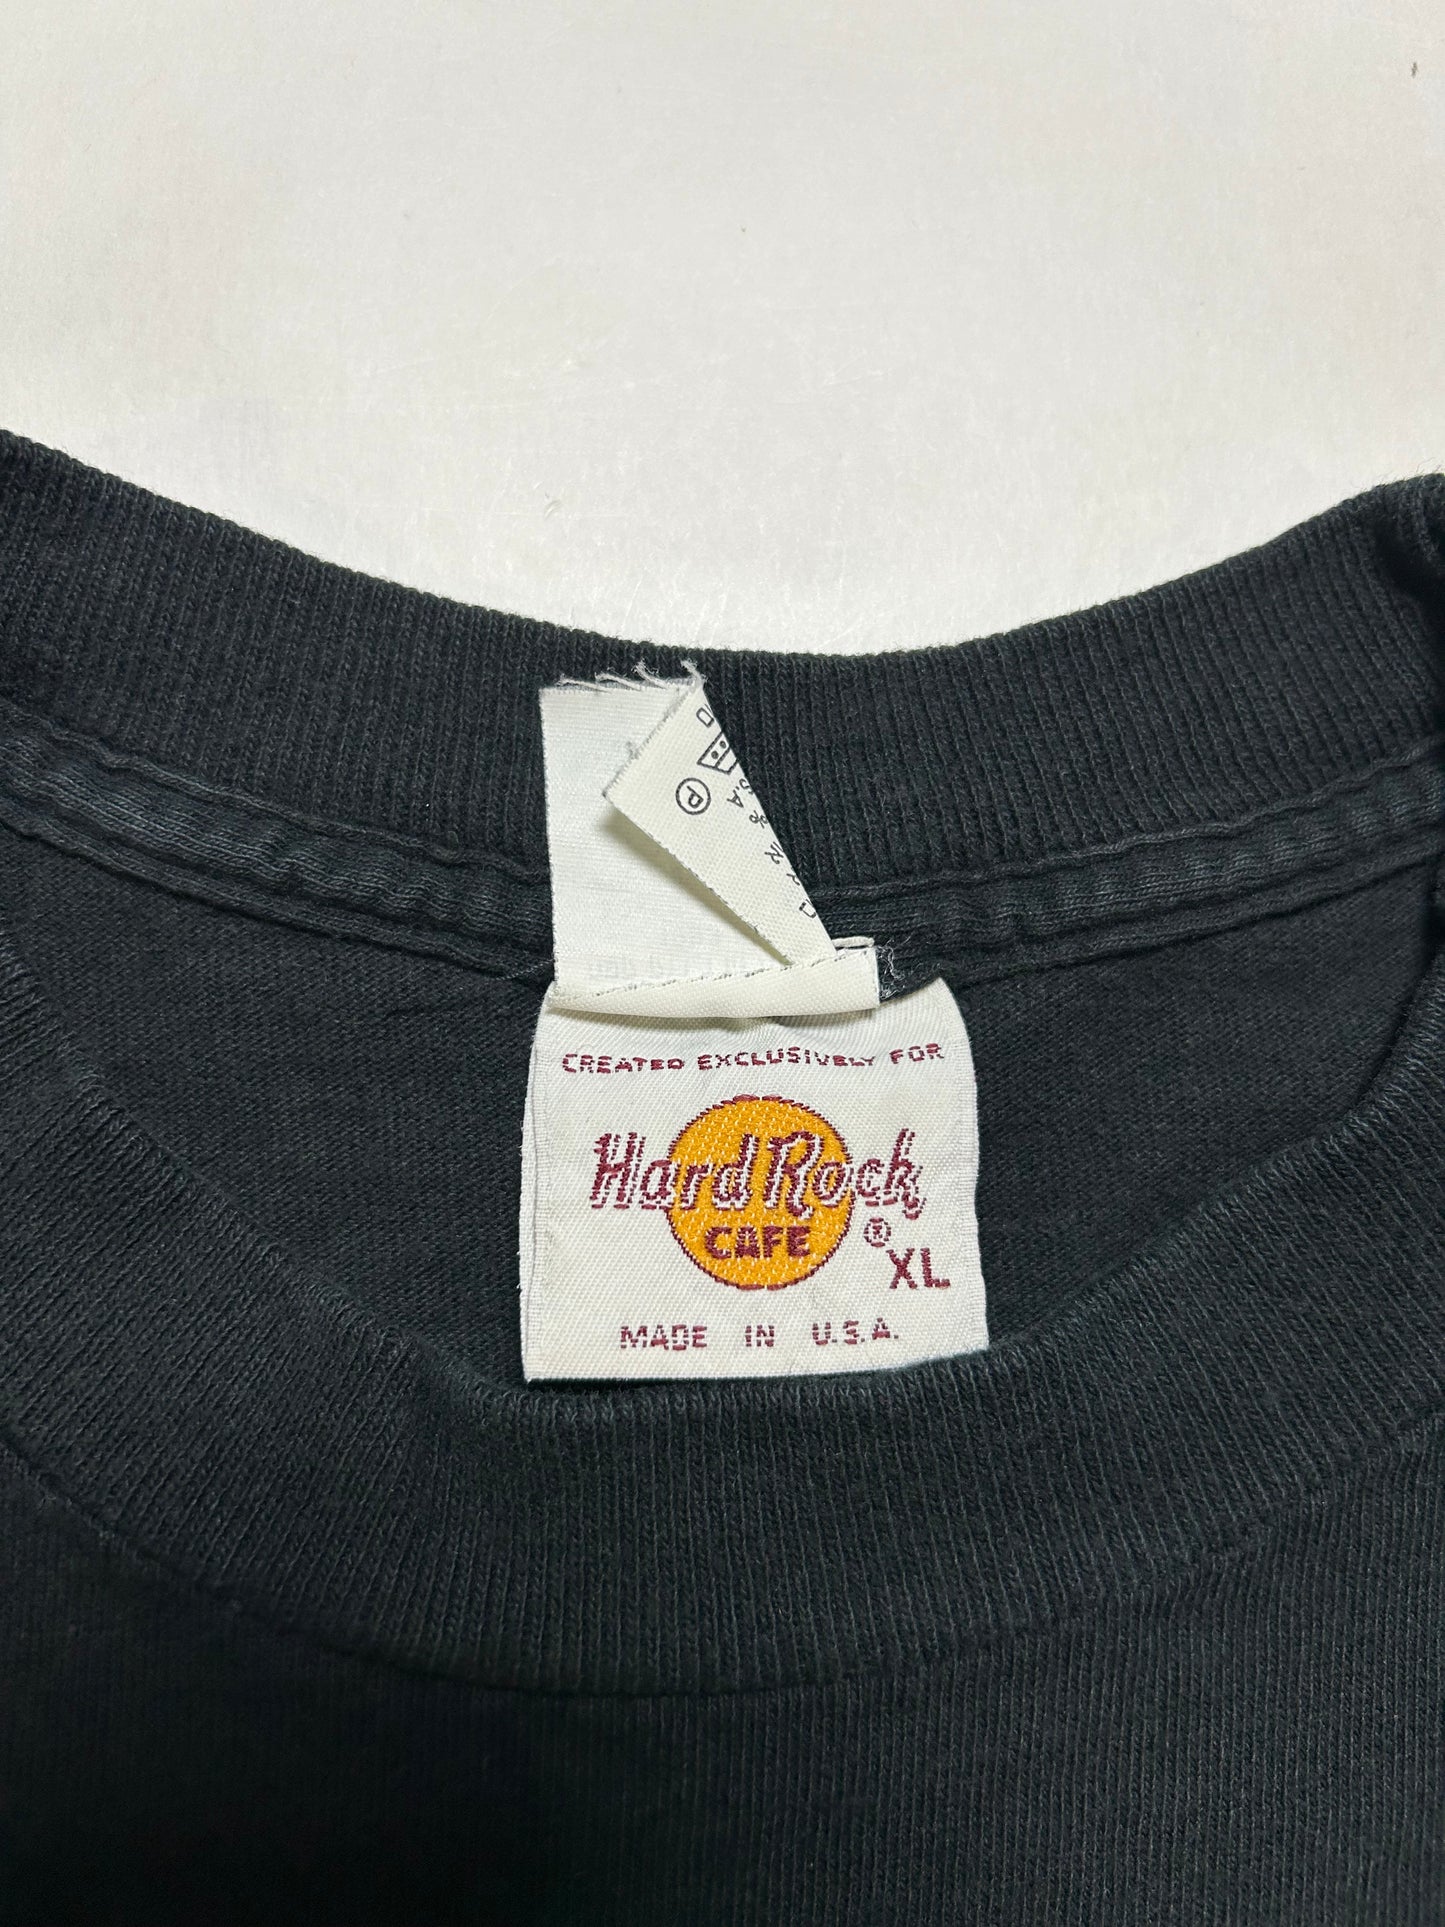 P
S.A
%
CREATED EXCLUSIVELY FOR
Hard Rock
CAFE
®
XL
MADE IN U.S.A.